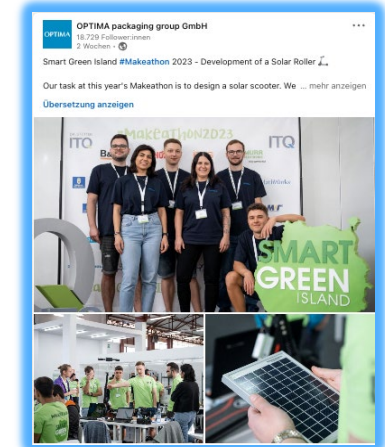 OPTIMA
OPTIMA packaging group GmbH
18.729 Follower:innen
2 Wochen •
Smart Green Island #Makeathon 2023 - Development of a Solar Roller
Our task at this year's Makeathon is to design a solar scooter. We ... mehr anzeigen
Übersetzung anzeigen
#Makeathon2023
ITQ
ITQ
SMART
GREEN
ISLAND